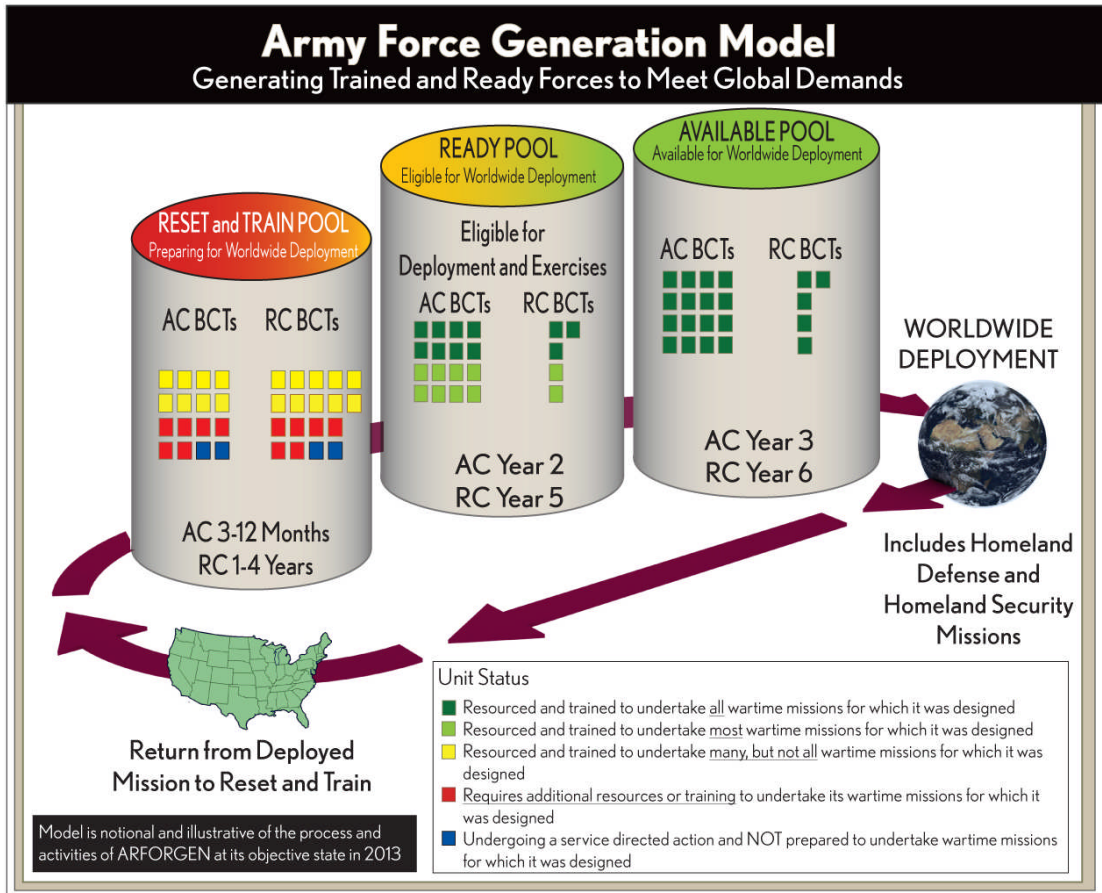 Army Force Generation Model
Generating Trained and Ready Forces to Meet Global Demands
RESET and TRAIN POOL
Preparing for Worldwide Deployment
AC BCTs
RC BCTs
AC 3-12 Months
RC 1-4 Years
READY POOL
Eligible for Worldwide Deployment
Eligible for
Deployment and Exercises
AC BCTs
RC BCTs
AC Year 2
RC Year 5
AVAILABLE POOL
Available for Worldwide Deployment
AC BCTs
RC BCTs
AC Year 3
RC Year 6
WORLDWIDE
DEPLOYMENT
Includes Homeland
Defense and
Homeland Security
Missions
Return from Deployed
Mission to Reset and Train
Model is notional and illustrative of the process and
activities of ARFORGEN at its objective state in 2013
Unit Status
Resourced and trained to undertake all wartime missions for which it was designed
Resourced and trained to undertake most wartime missions for which it was designed
Resourced and trained to undertake many, but not all wartime missions for which it was
designed
Requires additional resources or training to undertake its wartime missions for which it
was designed
Undergoing a service directed action and NOT prepared to undertake wartime missions
for which it was designed